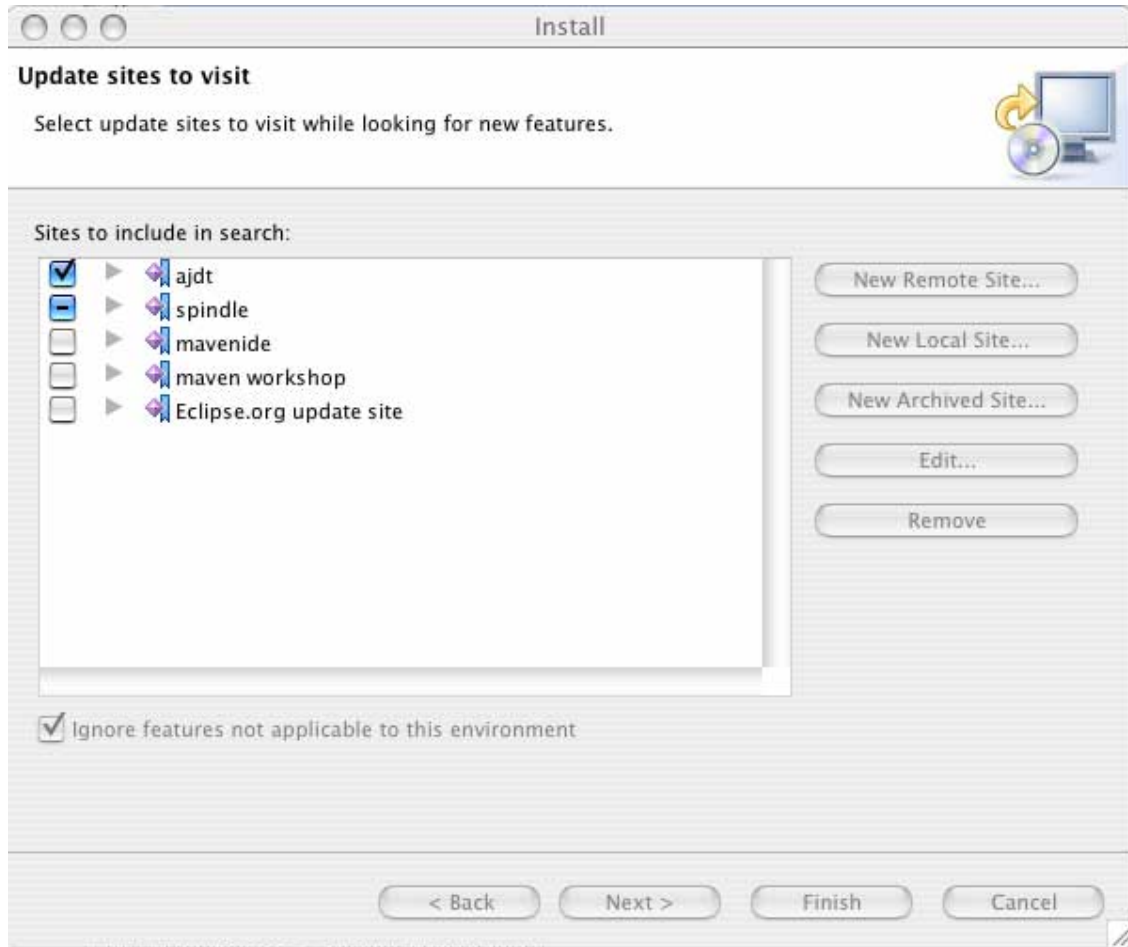 Install
Update sites to visit
Select update sites to visit while looking for new features.
Sites to include in search:
ajdt
spindle
mavenide
maven workshop
Eclipse.org update site
New Remote Site...
New Local Site...
New Archived Site...
Edit...
Remove
Ignore features not applicable to this environment
< Back
Next >
Finish
Cancel